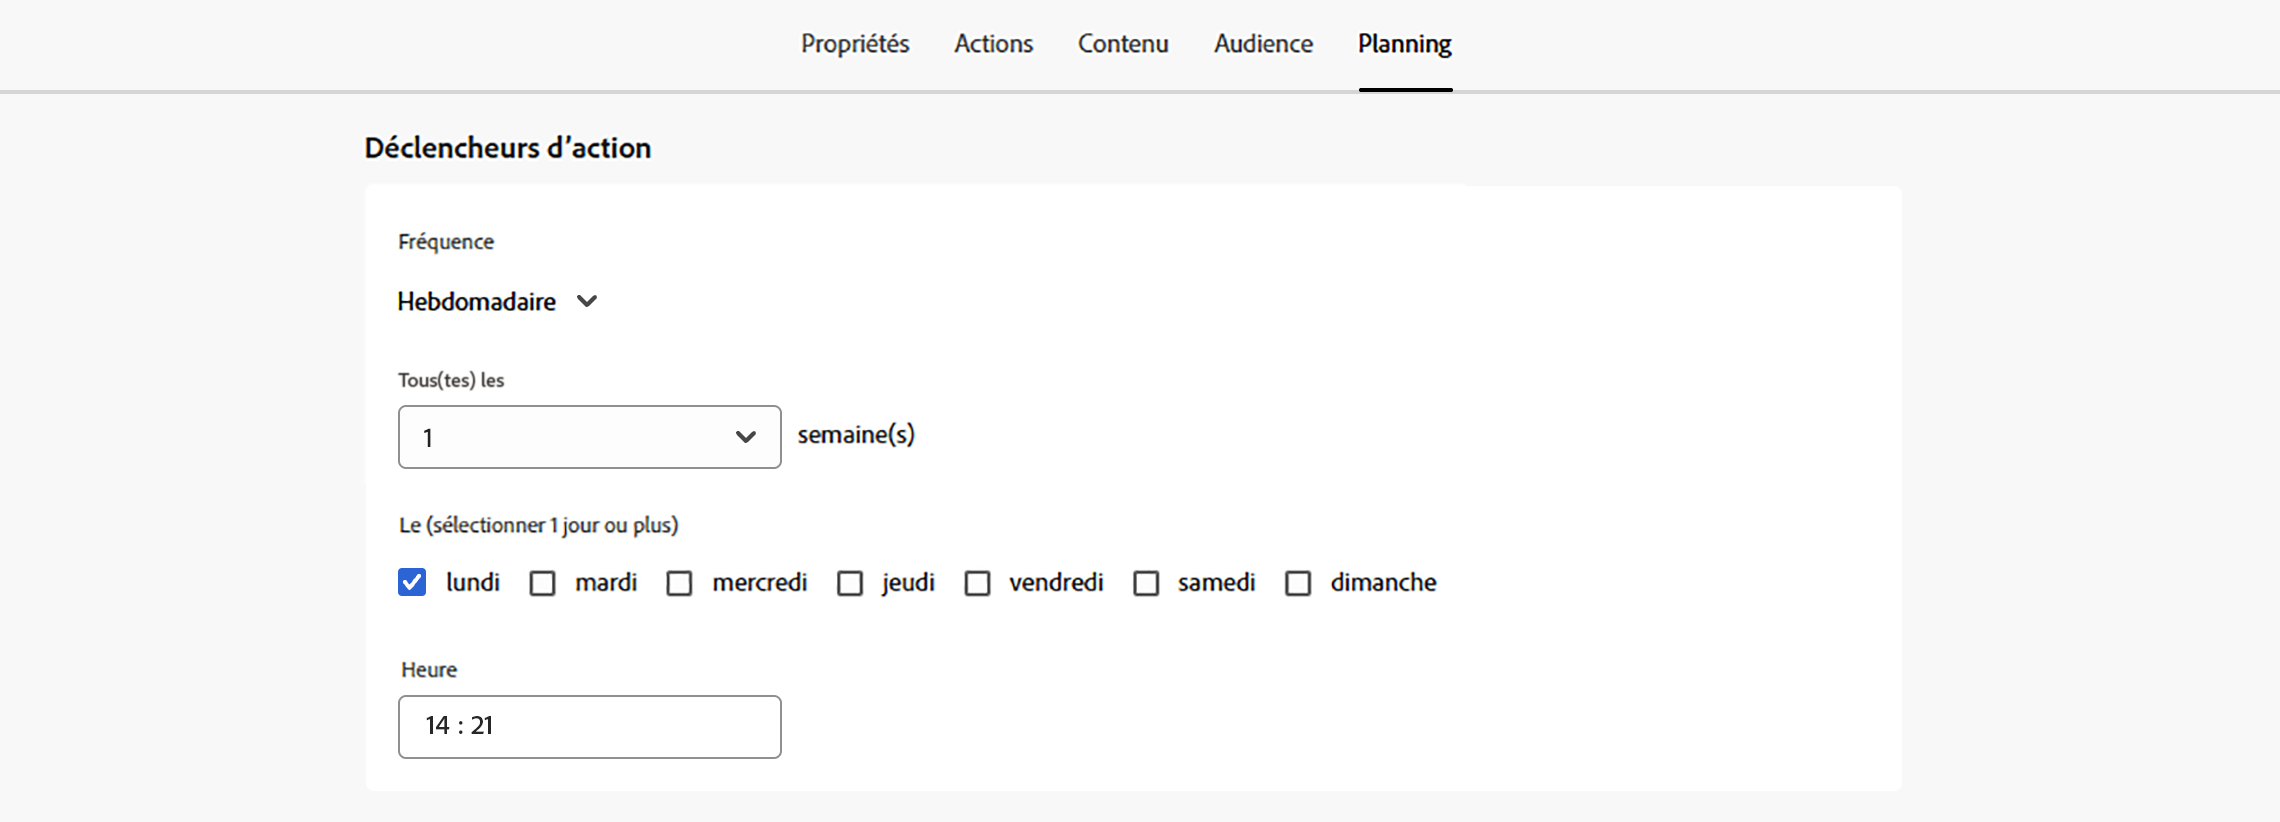 Propriétés Actions Contenu Audience Planning
Déclencheurs d’action
Fréquence
Hebdomadaire
Tous(tes) les
1 semaine(s)
Le (sélectionner 1 jour ou plus)
lundi mardi mercredi jeudi vendredi samedi dimanche
Heure
14 : 21